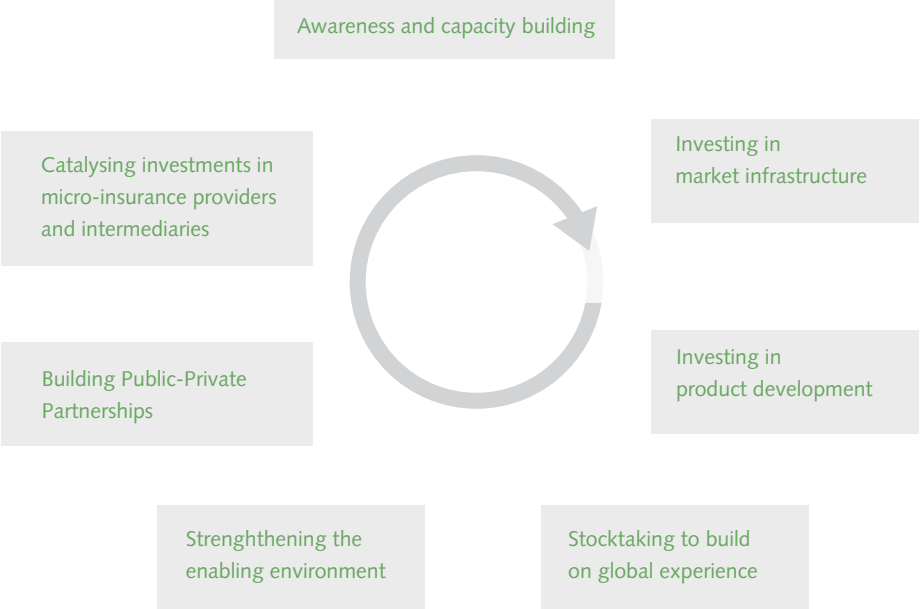 Awareness and capacity building
Investing in
market infrastructure
Catalysing investments in
micro-insurance providers
and intermediaries
Investing in
product development
Building Public-Private
Partnerships
Strenghthening the
enabling environment
Stocktaking to build
on global experience